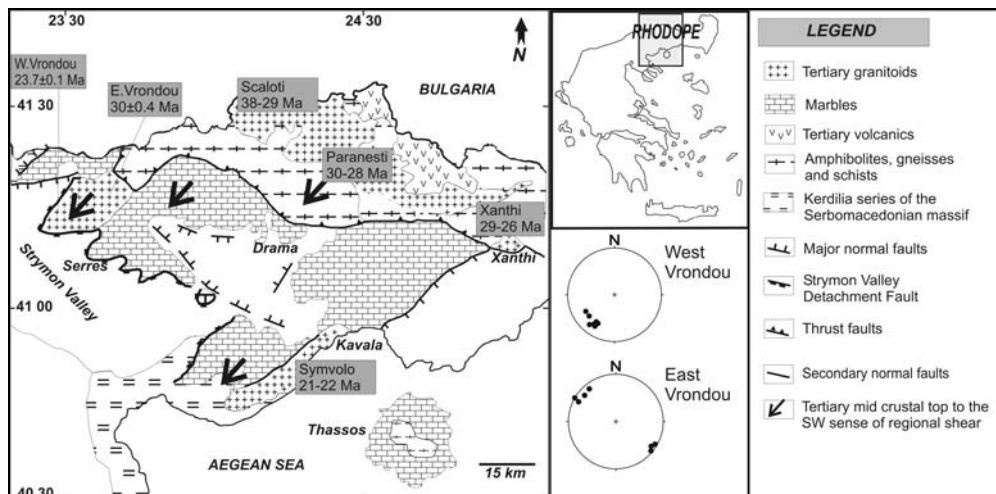 23 30
24 30
N
W.Vrondou
23.7±0.1 Ma
E.Vrondou
30±0.4 Ma
Scaloti
38-29 Ma
BULGARIA
41 30
Paranesti
30-28 Ma
Xanthi
29-26 Ma
Drama
Xanthi
Serres
Strymon Valley
41 00
Kavala
Symvolo
21-22 Ma
Thassos
AEGEAN SEA
15 km
40 30
RHODOPE
N
West
Vrondou
N
East
Vrondou
LEGEND
Tertiary granitoids
Marbles
Tertiary volcanics
Amphibolites, gneisses
and schists
Kerdilia series of the
Serbomacedonian massif
Major normal faults
Strymon Valley
Detachment Fault
Thrust faults
Secondary normal faults
Tertiary mid crustal top to the
SW sense of regional shear